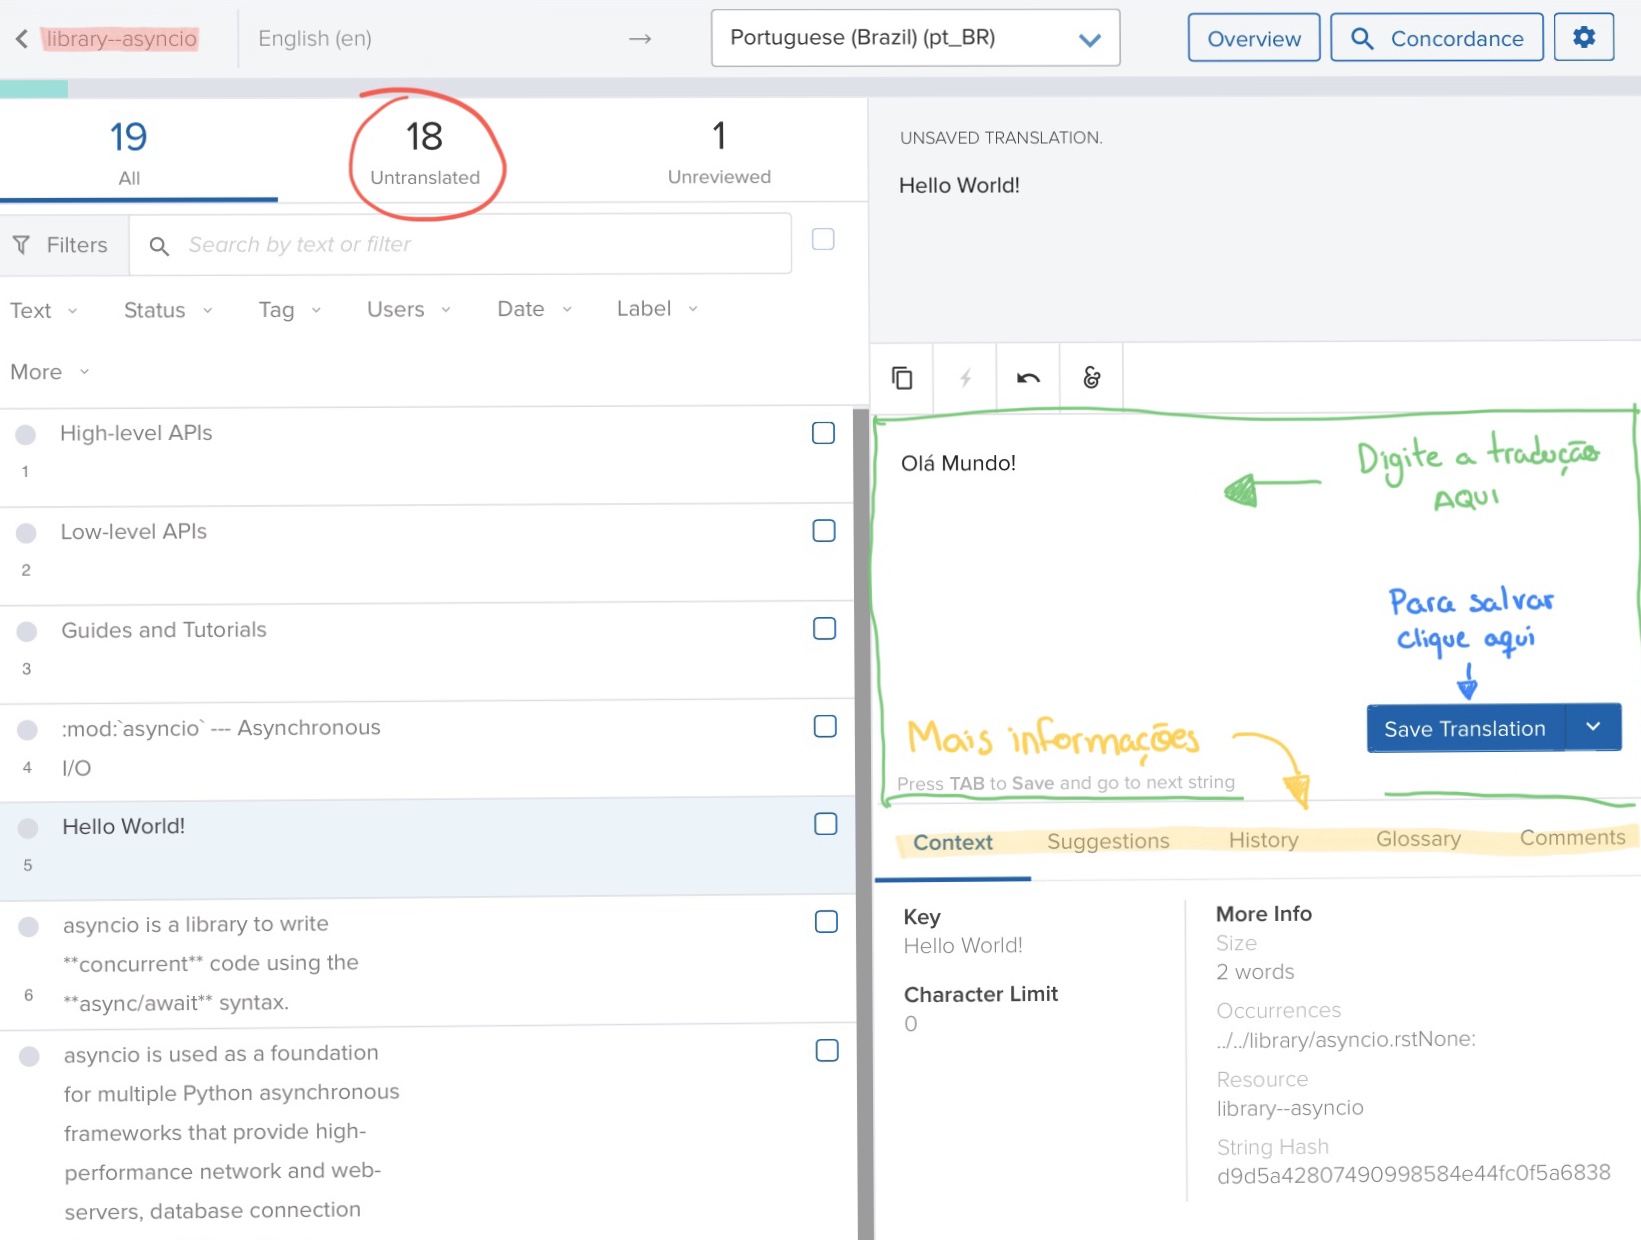 library--asyncio
English (en)
→
Portuguese (Brazil) (pt_BR)
Overview
Concordance
19
All
18
Untranslated
1
Unreviewed
Filters
Search by text or filter
Text
Status
Tag
Users
Date
Label
More
High-level APIs
1
Low-level APIs
2
Guides and Tutorials
3
:mod:`asyncio` --- Asynchronous
I/O
4
Hello World!
5
asyncio is a library to write
**concurrent** code using the
**async/await** syntax.
6
asyncio is used as a foundation
for multiple Python asynchronous
frameworks that provide high-
performance network and web-
servers, database connection
UNSAVED TRANSLATION.
Hello World!
Olá Mundo!
Digite a tradução
AQUI
Para salvar
clique aqui
Save Translation
Mais informações
Press TAB to Save and go to next string
Context
Suggestions
History
Glossary
Comments
Key
Hello World!
Character Limit
0
More Info
Size
2 words
Occurrences
../../library/asyncio.rstNone:
Resource
library--asyncio
String Hash
d9d5a42807490998584e44fc0f5a6838